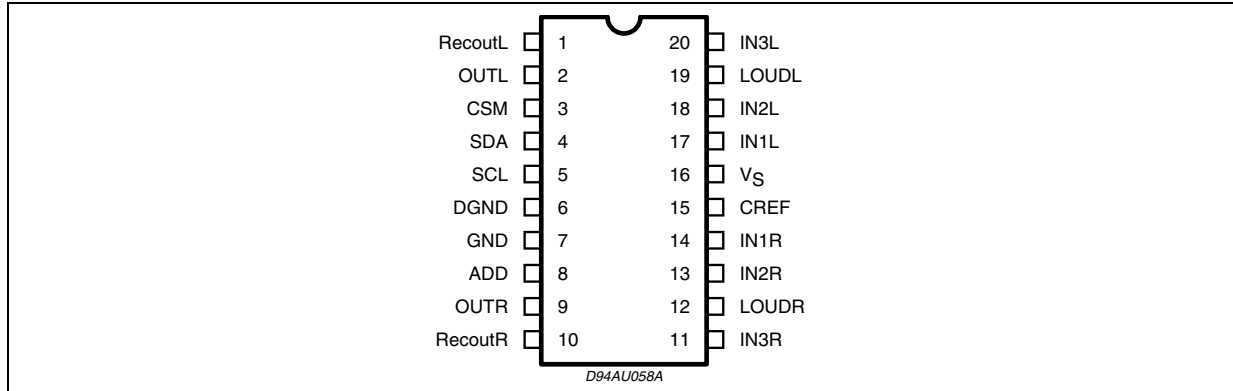 RecoutL 1 20 IN3L
OUTL 2 19 LOUDL
CSM 3 18 IN2L
SDA 4 17 IN1L
SCL 5 16 VS
DGND 6 15 CREF
GND 7 14 IN1R
ADD 8 13 IN2R
OUTR 9 12 LOUDR
RecoutR 10 11 IN3R
D94AU058A